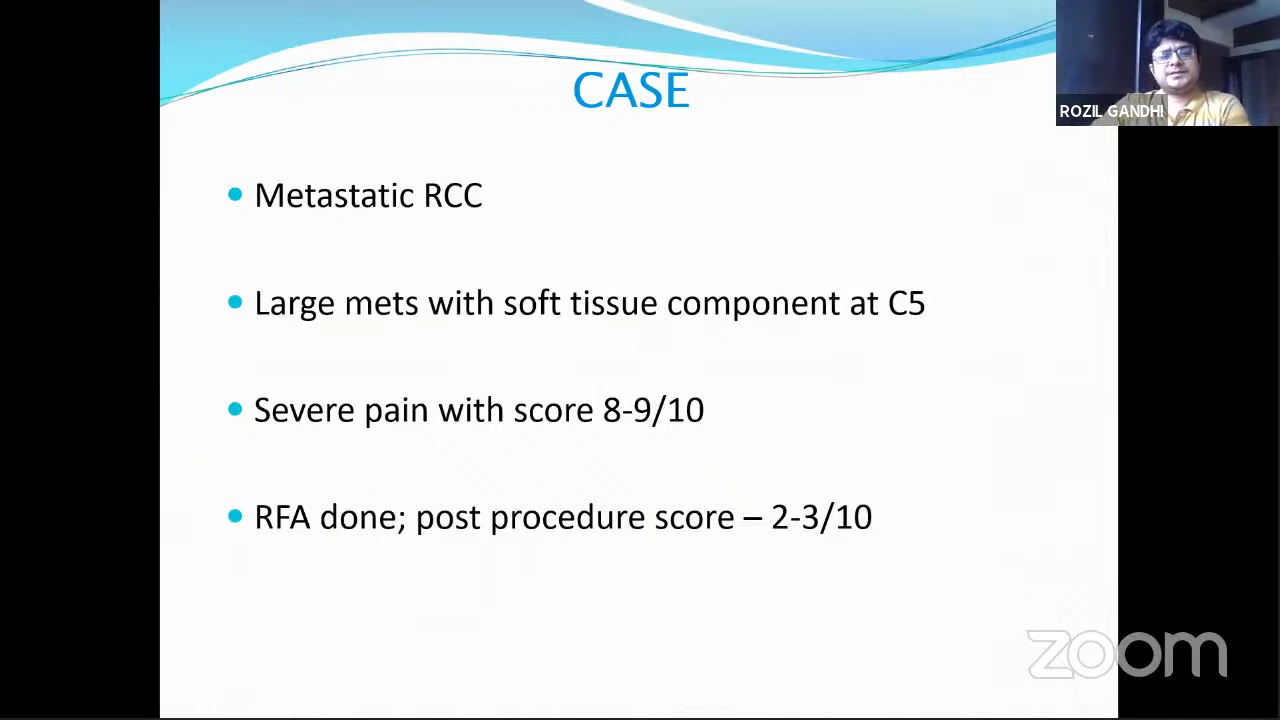 CASE
ROZIL GANDHI
Metastatic RCC
Large mets with soft tissue component at C5
Severe pain with score 8-9/10
RFA done; post procedure score – 2-3/10
zoom